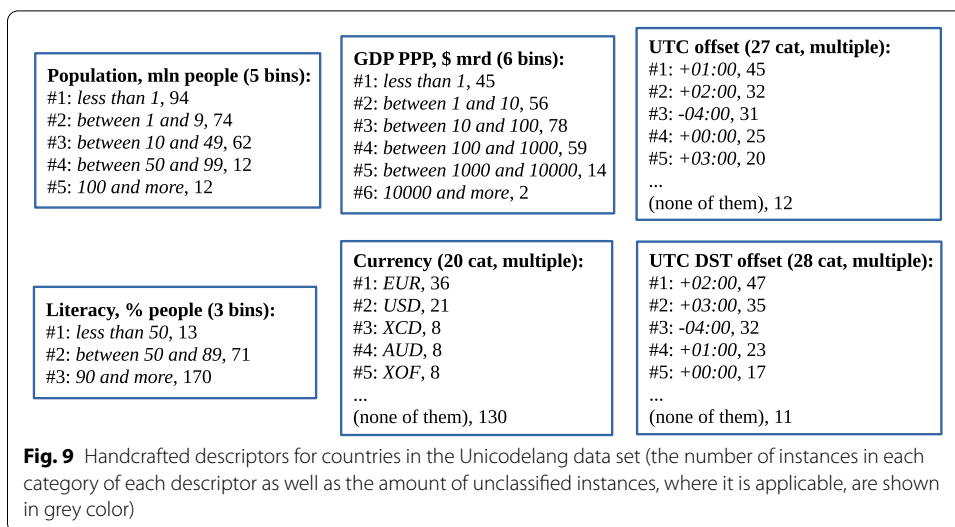 Population, mln people (5 bins):
#1: less than 1, 94
#2: between 1 and 9, 74
#3: between 10 and 49, 62
#4: between 50 and 99, 12
#5: 100 and more, 12
GDP PPP, $ mrd (6 bins):
#1: less than 1, 45
#2: between 1 and 10, 56
#3: between 10 and 100, 78
#4: between 100 and 1000, 59
#5: between 1000 and 10000, 14
#6: 10000 and more, 2
UTC offset (27 cat, multiple):
#1: +01:00, 45
#2: +02:00, 32
#3: -04:00, 31
#4: +00:00, 25
#5: +03:00, 20
...
(none of them), 12
Literacy, % people (3 bins):
#1: less than 50, 13
#2: between 50 and 89, 71
#3: 90 and more, 170
Currency (20 cat, multiple):
#1: EUR, 36
#2: USD, 21
#3: XCD, 8
#4: AUD, 8
#5: XOF, 8
...
(none of them), 130
UTC DST offset (28 cat, multiple):
#1: +02:00, 47
#2: +03:00, 35
#3: -04:00, 32
#4: +01:00, 23
#5: +00:00, 17
...
(none of them), 11
Fig. 9 Handcrafted descriptors for countries in the Unicodelang data set (the number of instances in each
category of each descriptor as well as the amount of unclassified instances, where it is applicable, are shown
in grey color)